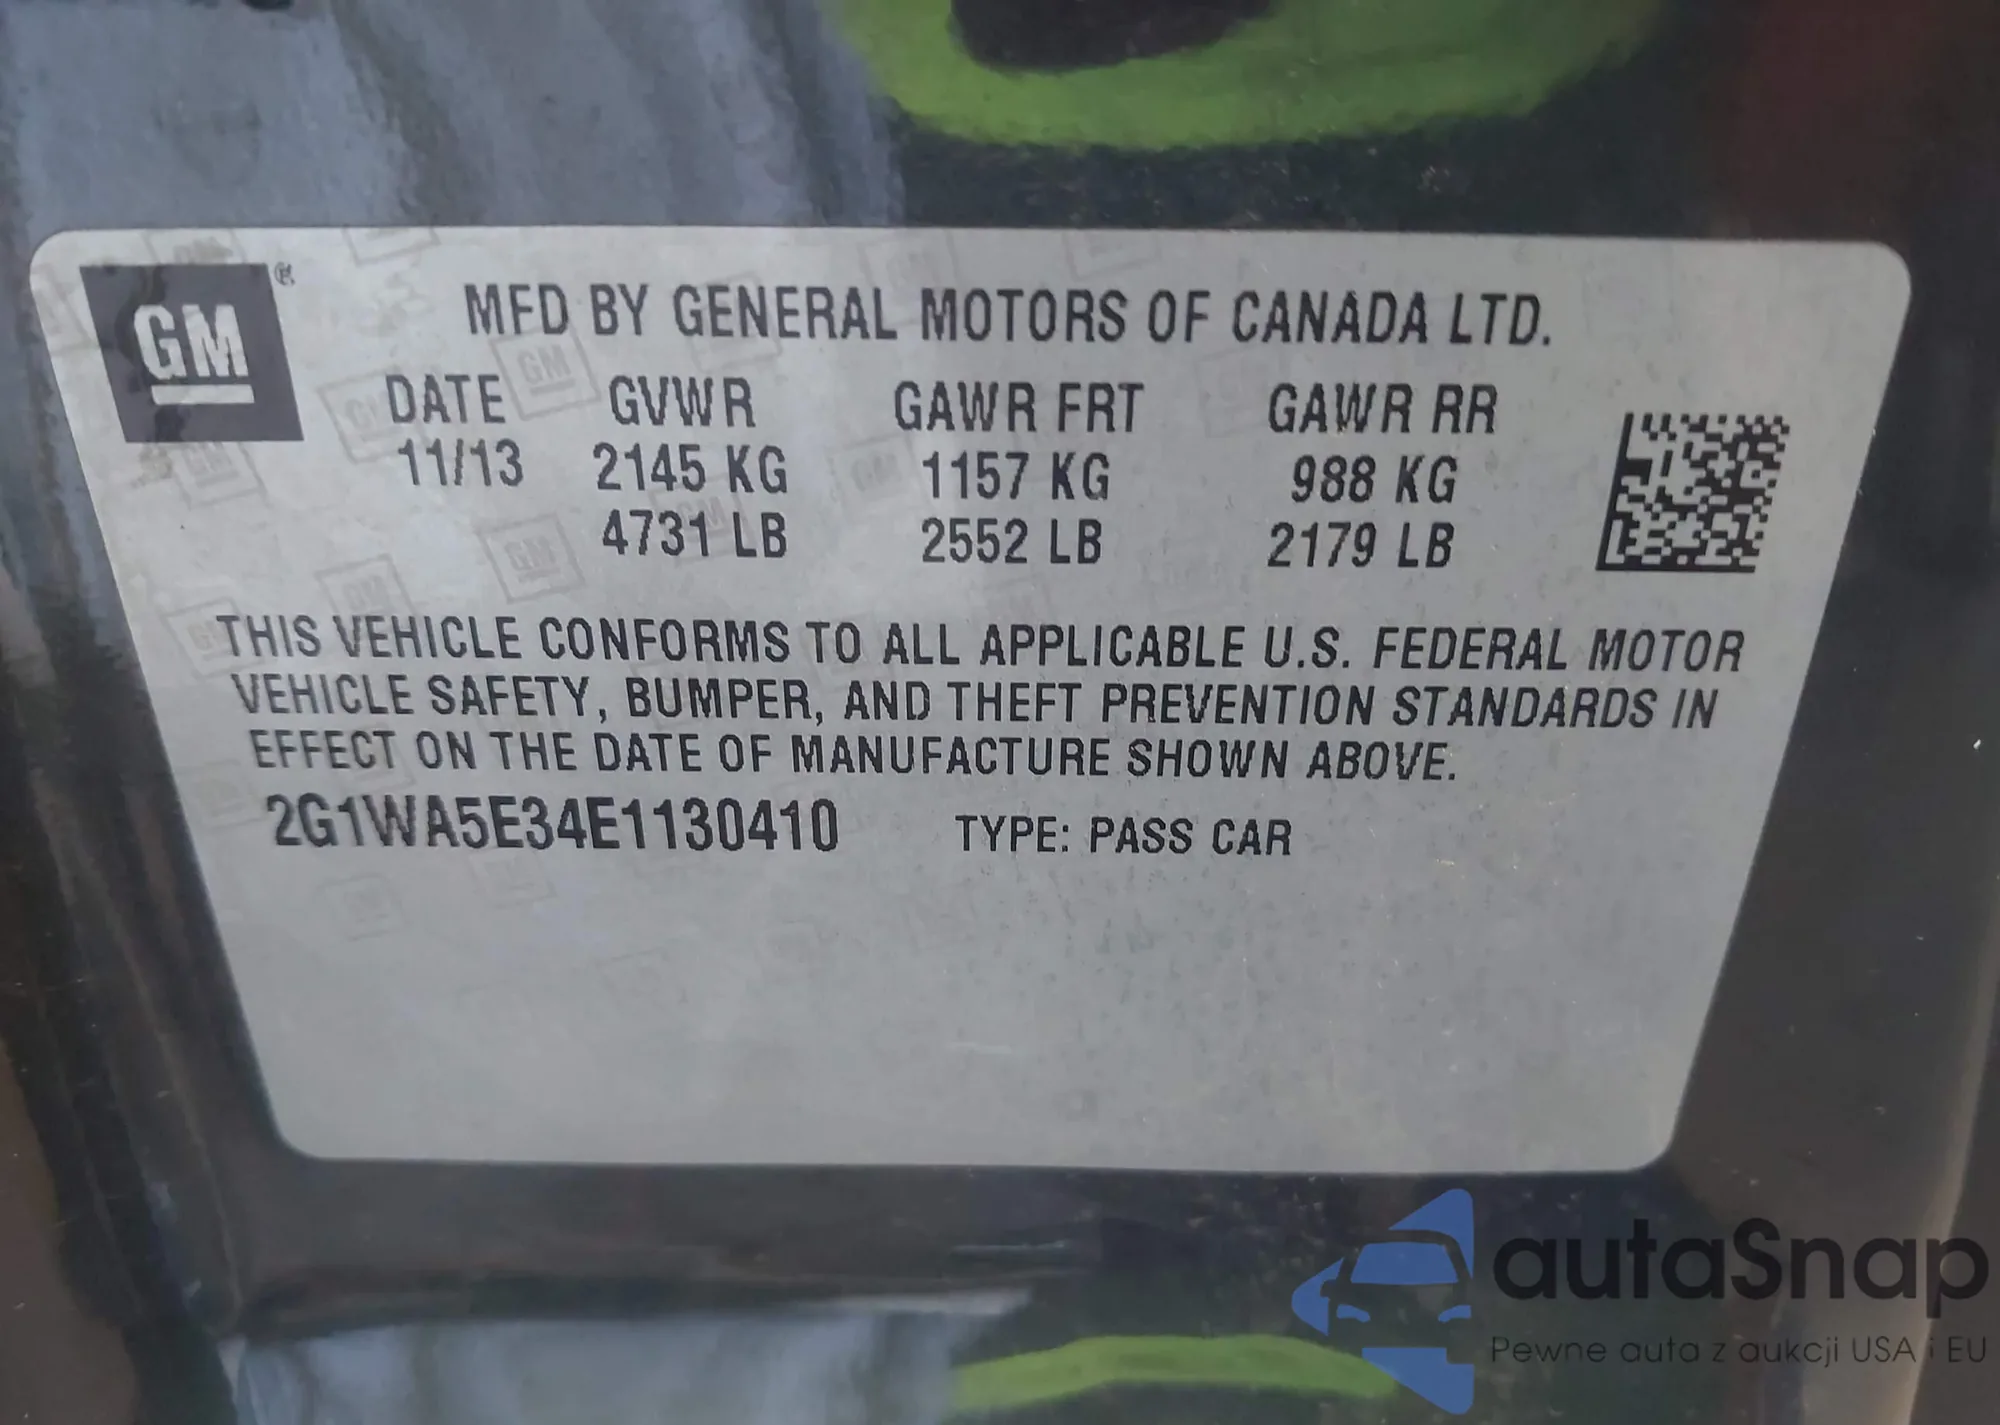 GM®
MFD BY GENERAL MOTORS OF CANADA LTD.
DATE GVWR GAWR FRT GAWR RR
11/13 2145 KG 1157 KG 988 KG
4731 LB 2552 LB 2179 LB
THIS VEHICLE CONFORMS TO ALL APPLICABLE U.S. FEDERAL MOTOR
VEHICLE SAFETY, BUMPER, AND THEFT PREVENTION STANDARDS IN
EFFECT ON THE DATE OF MANUFACTURE SHOWN ABOVE.
2G1WA5E34E1130410 TYPE: PASS CAR
autaSnap
Pewne auta z aukcji USA i EU